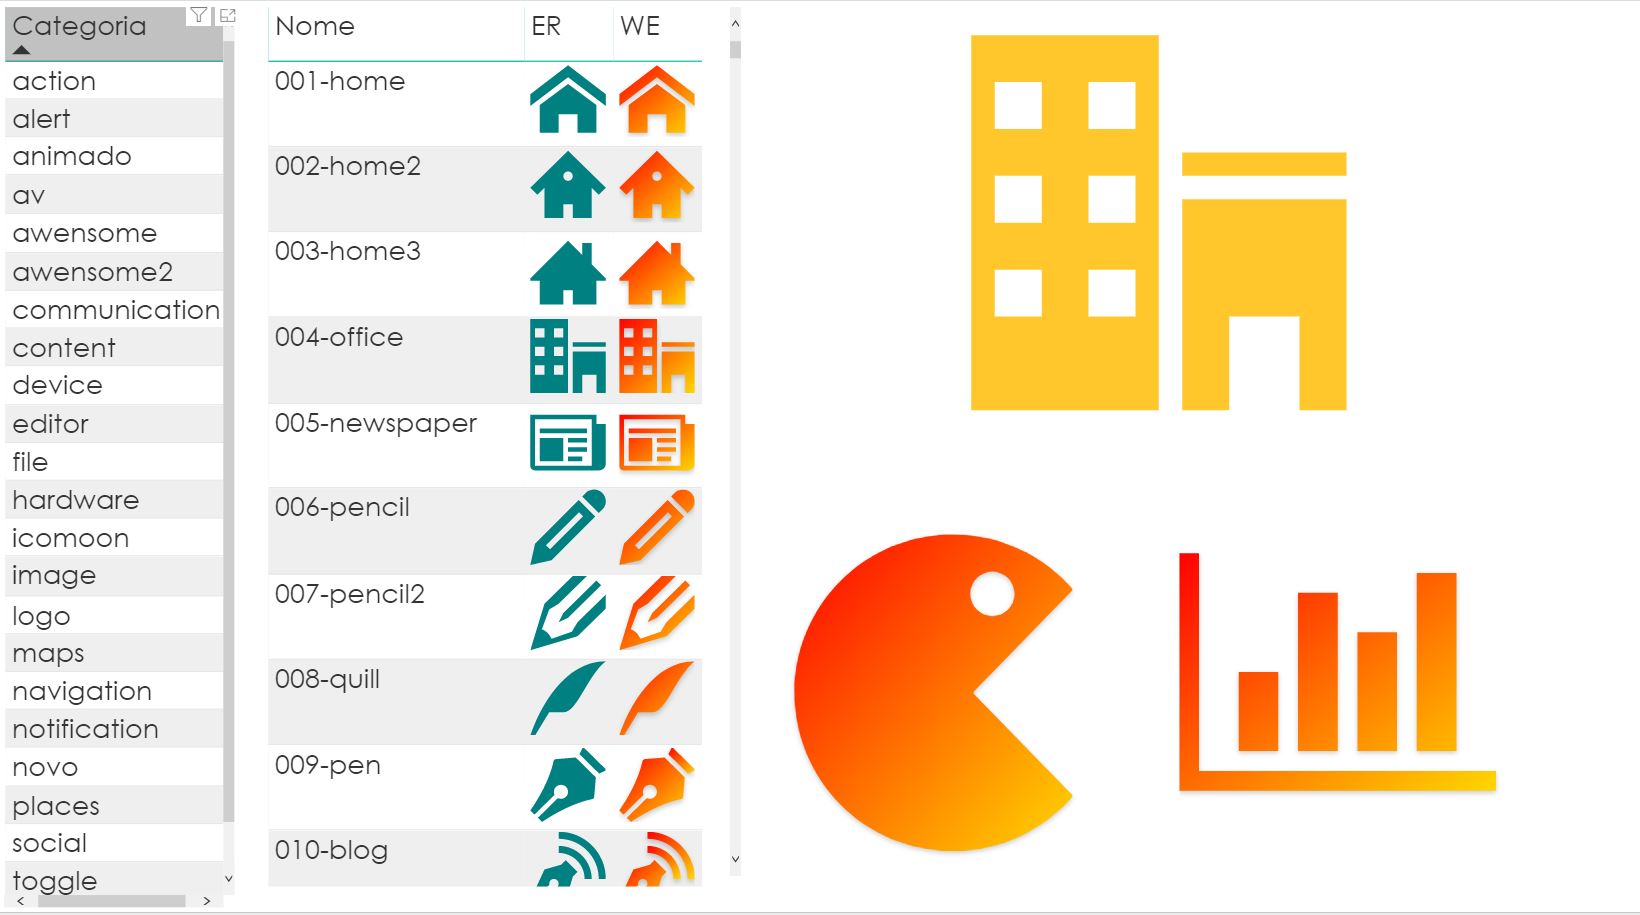 Categoria
action
alert
animado
av
awensome
awensome2
communication
content
device
editor
file
hardware
icomoon
image
logo
maps
navigation
notification
novo
places
social
toggle
Nome ER WE
001-home
002-home2
003-home3
004-office
005-newspaper
006-pencil
007-pencil2
008-quill
009-pen
010-blog